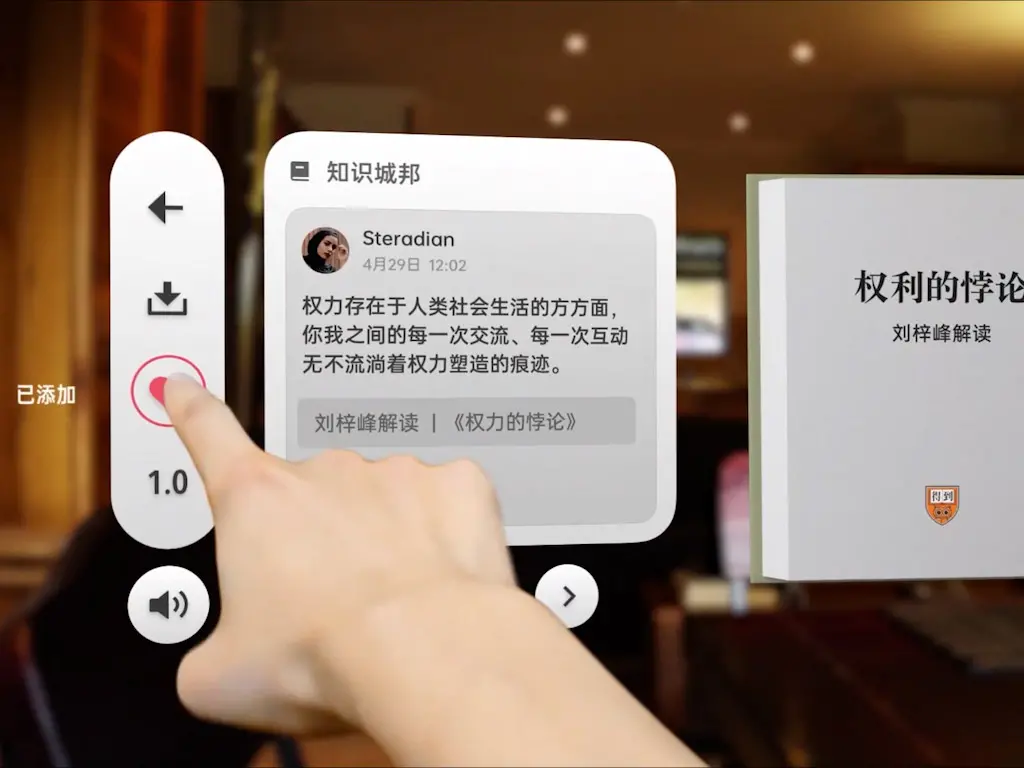 知识城邦
Steradian
4月29日 12:02
权力存在于人类社会生活的方方面，
你我之间的每一次交流、每一次互动
无不流淌着权力塑造的痕迹。
刘梓峰解读 | 《权力的悖论》
已添加
1.0
权利的悖论
刘梓峰解读
得到